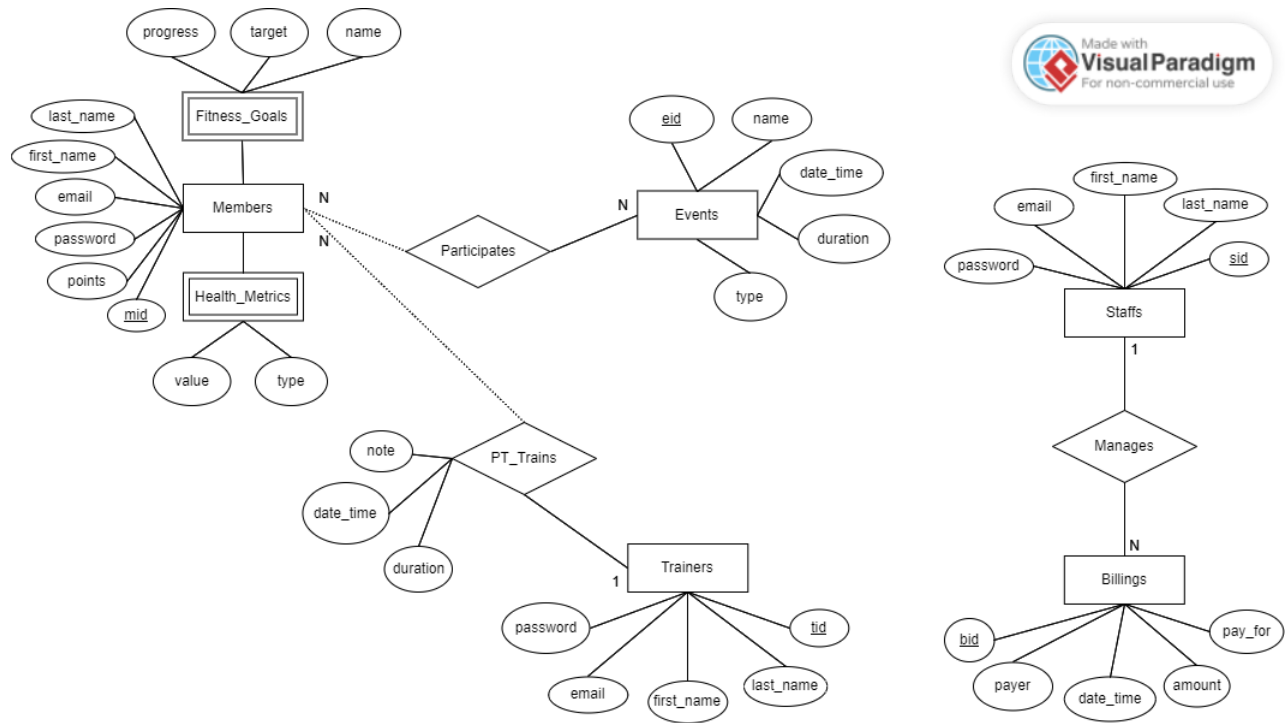 progress
target
name
Made with
Visual Paradigm
For non-commercial use
Fitness_Goals
last_name
first_name
email
password
points
mid
Members
N
N
Health_Metrics
value
type
Participates
N
eid
name
date_time
duration
Events
type
first_name
email
last_name
password
sid
Staffs
1
Manages
N
Billings
bid
payer
date_time
amount
pay_for
note
PT_Trains
date_time
duration
1
Trainers
password
tid
email
first_name
last_name